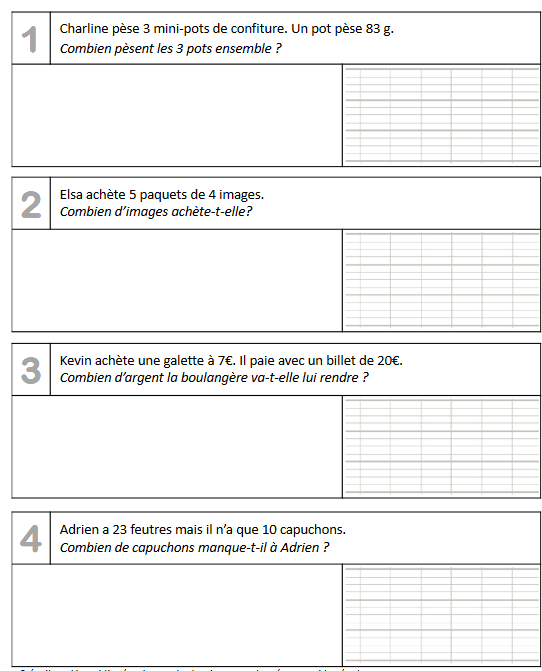 1
Charline pèse 3 mini-pots de confiture. Un pot pèse 83 g.
Combien pèsent les 3 pots ensemble ?
2
Elsa achète 5 paquets de 4 images.
Combien d’images achète-t-elle?
3
Kevin achète une galette à 7€. Il paie avec un billet de 20€.
Combien d’argent la boulangère va-t-elle lui rendre ?
4
Adrien a 23 feutres mais il n’a que 10 capuchons.
Combien de capuchons manque-t-il à Adrien ?